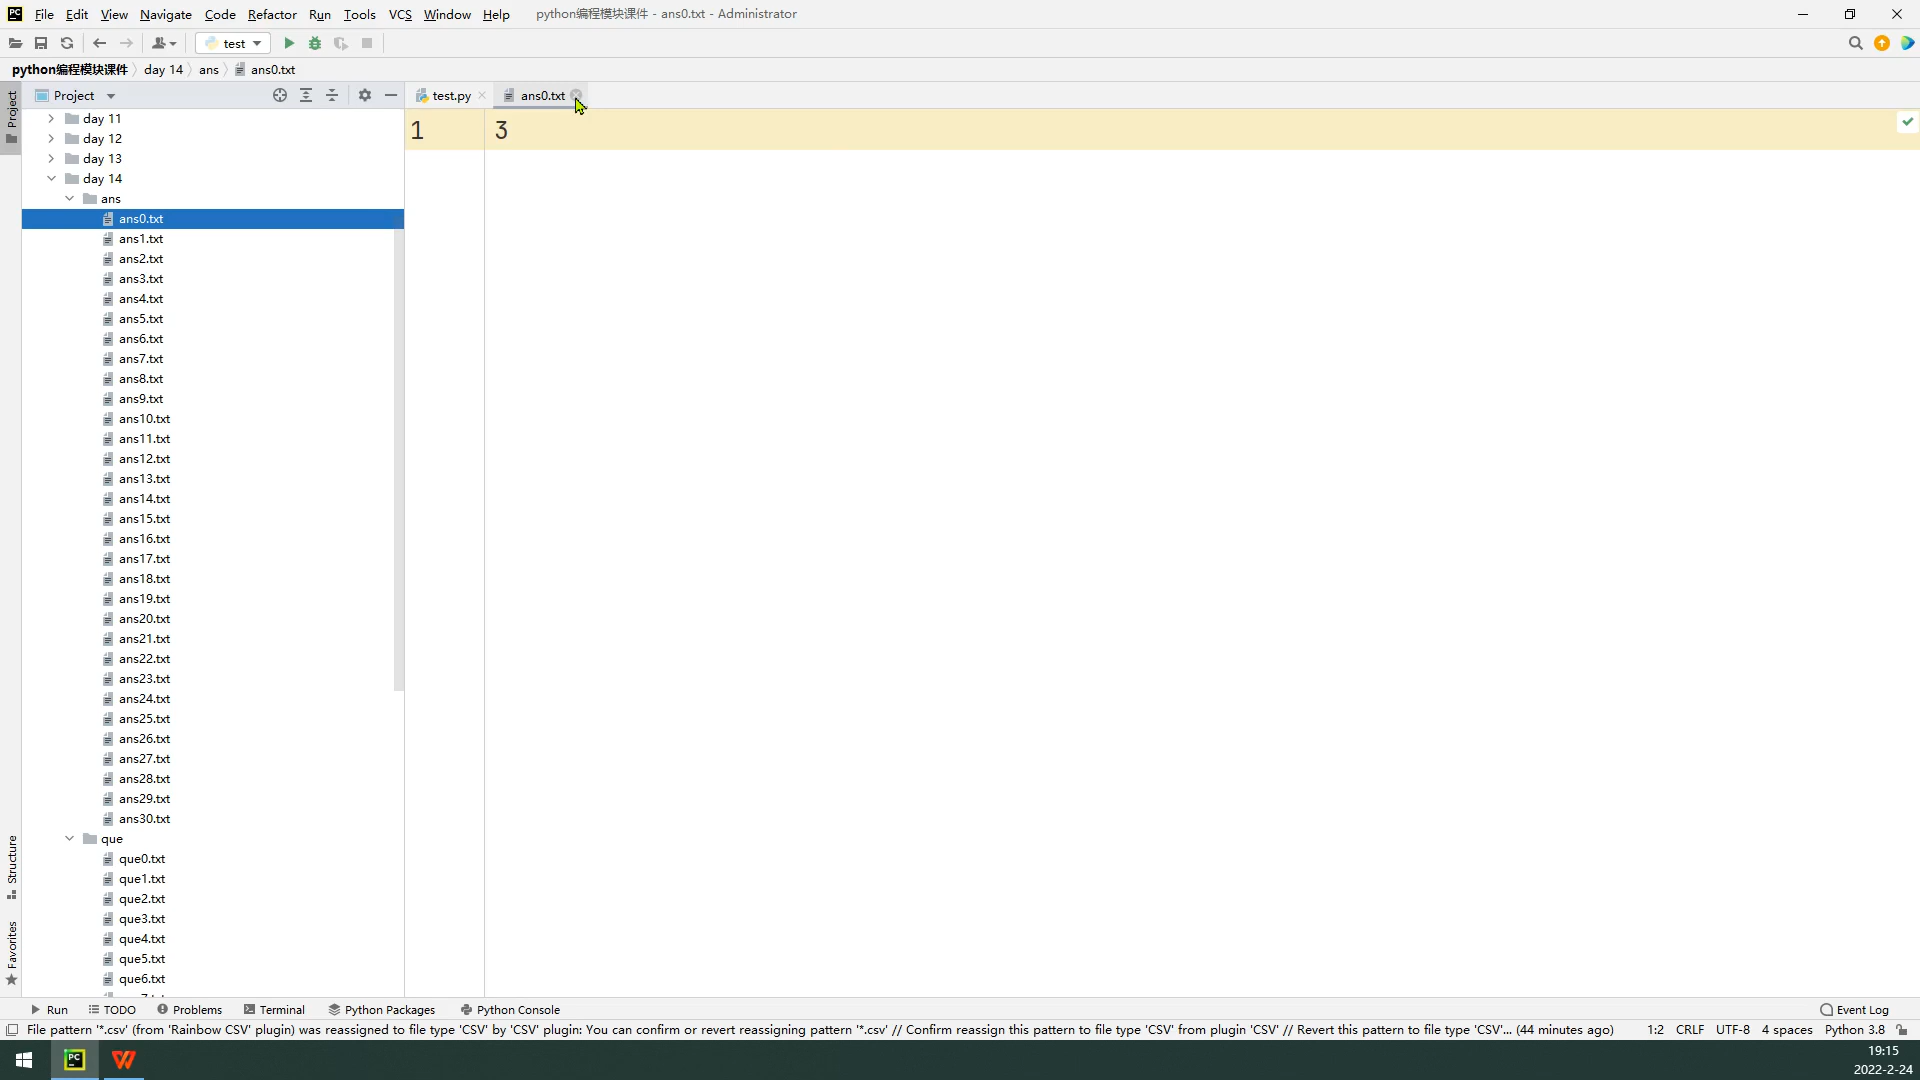 PC File Edit View Navigate Code Refactor Run Tools VCS Window Help python编程模块课件 - ans0.txt - Administrator
test
python编程模块课件 day 14 ans ans0.txt
Project
Project
test.py ans0.txt
1 3
day 11
day 12
day 13
day 14
ans
ans0.txt
ans1.txt
ans2.txt
ans3.txt
ans4.txt
ans5.txt
ans6.txt
ans7.txt
ans8.txt
ans9.txt
ans10.txt
ans11.txt
ans12.txt
ans13.txt
ans14.txt
ans15.txt
ans16.txt
ans17.txt
ans18.txt
ans19.txt
ans20.txt
ans21.txt
ans22.txt
ans23.txt
ans24.txt
ans25.txt
ans26.txt
ans27.txt
ans28.txt
ans29.txt
ans30.txt
que
que0.txt
que1.txt
que2.txt
que3.txt
que4.txt
que5.txt
que6.txt
Structure
Favorites
Run TODO Problems Terminal Python Packages Python Console Event Log
File pattern '*.csv' (from 'Rainbow CSV' plugin) was reassigned to file type 'CSV' by 'CSV' plugin: You can confirm or revert reassigning pattern '*.csv' // Confirm reassign this pattern to file type 'CSV' from plugin 'CSV' // Revert this pattern to file type 'CSV'... (44 minutes ago) 1:2 CRLF UTF-8 4 spaces Python 3.8
PC W 19:15
2022-2-24